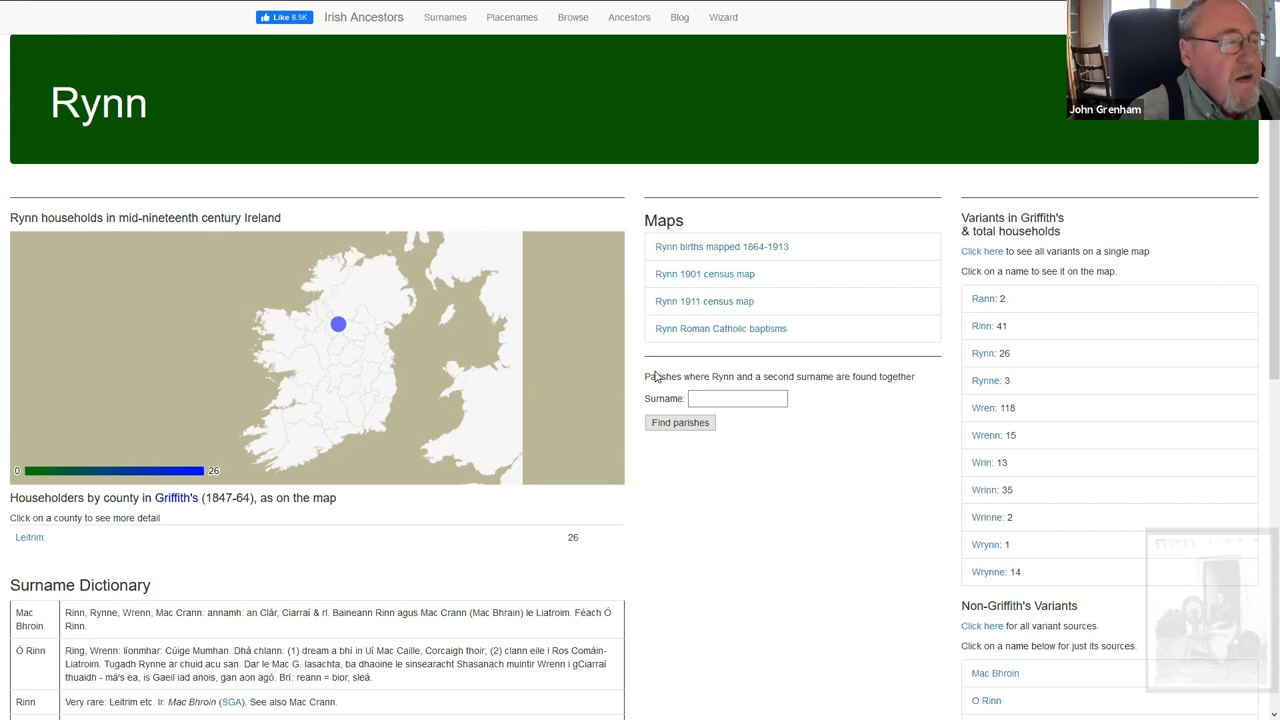 Like 6.5K Irish Ancestors Surnames Placenames Browse Ancestors Blog Wizard
John Grenham
Rynn
Rynn households in mid-nineteenth century Ireland
0 26
Householders by county in Griffith's (1847-64), as on the map
Click on a county to see more detail
Leitrim: 26
Surname Dictionary
Mac Bhroin Rinn, Rynne, Wrenn, Mac Crann: annamh: an Clár, Ciarraí & rl. Baineann Rinn agus Mac Crann (Mac Bhrain) le Liatroim. Féach Ó
Rinn.
Ó Rinn Ring, Wrenn: líonmhar: Cúige Mumhan. Dhá chlann: (1) dream a bhí in Uí Mac Caille, Corcaigh thoir; (2) clann eile i Ros Comáin-
Liatroim. Tugadh Rynne ar chuid acu san. Dar le Mac G. Iasachta, ba dhaoine le sinsearacht Shasanach muintir Wrenn i gCiarraí
thuaidh - má's ea, is Gaeil iad anois, gan aon agó. Brí: reann = bior, sleá.
Rinn Very rare: Leitrim etc. Ir. Mac Bhroin (SGA). See also Mac Crann.
Maps
Rynn births mapped 1864-1913
Rynn 1901 census map
Rynn 1911 census map
Rynn Roman Catholic baptisms
Parishes where Rynn and a second surname are found together
Surname:
Find parishes
Variants in Griffith's
& total households
Click here to see all variants on a single map
Click on a name to see it on the map.
Rann: 2
Rinn: 41
Rynn: 26
Rynne: 3
Wren: 118
Wrenn: 15
Wrin: 13
Wrinn: 35
Wrinne: 2
Wrynn: 1
Wrynne: 14
Non-Griffith's Variants
Click here for all variant sources.
Click on a name below for just its sources.
Mac Bhroin
O Rinn